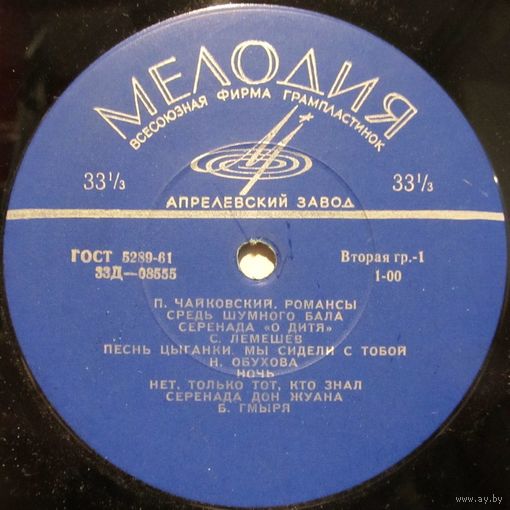 МЕЛОДИЯ
ВСЕСОЮЗНАЯ ФИРМА ГРАМПЛАСТИНОК
33⅓ 33⅓
АПРЕЛЕВСКИЙ ЗАВОД
ГОСТ 5289-61 Вторая гр.-1
33Д—08555 1-00
П. ЧАЙКОВСКИЙ. РОМАНСЫ
СРЕДЬ ШУМНОГО БАЛА
СЕРЕНАДА «О ДИТЯ»
С. ЛЕМЕШЕВ
ПЕСНЬ ЦЫГАНКИ. МЫ СИДЕЛИ С ТОБОЙ
Н. ОБУХОВА
НОЧЬ
НЕТ, ТОЛЬКО ТОТ, КТО ЗНАЛ
СЕРЕНАДА ДОН ЖУАНА
Б. ГМЫРЯ
www.ay.by